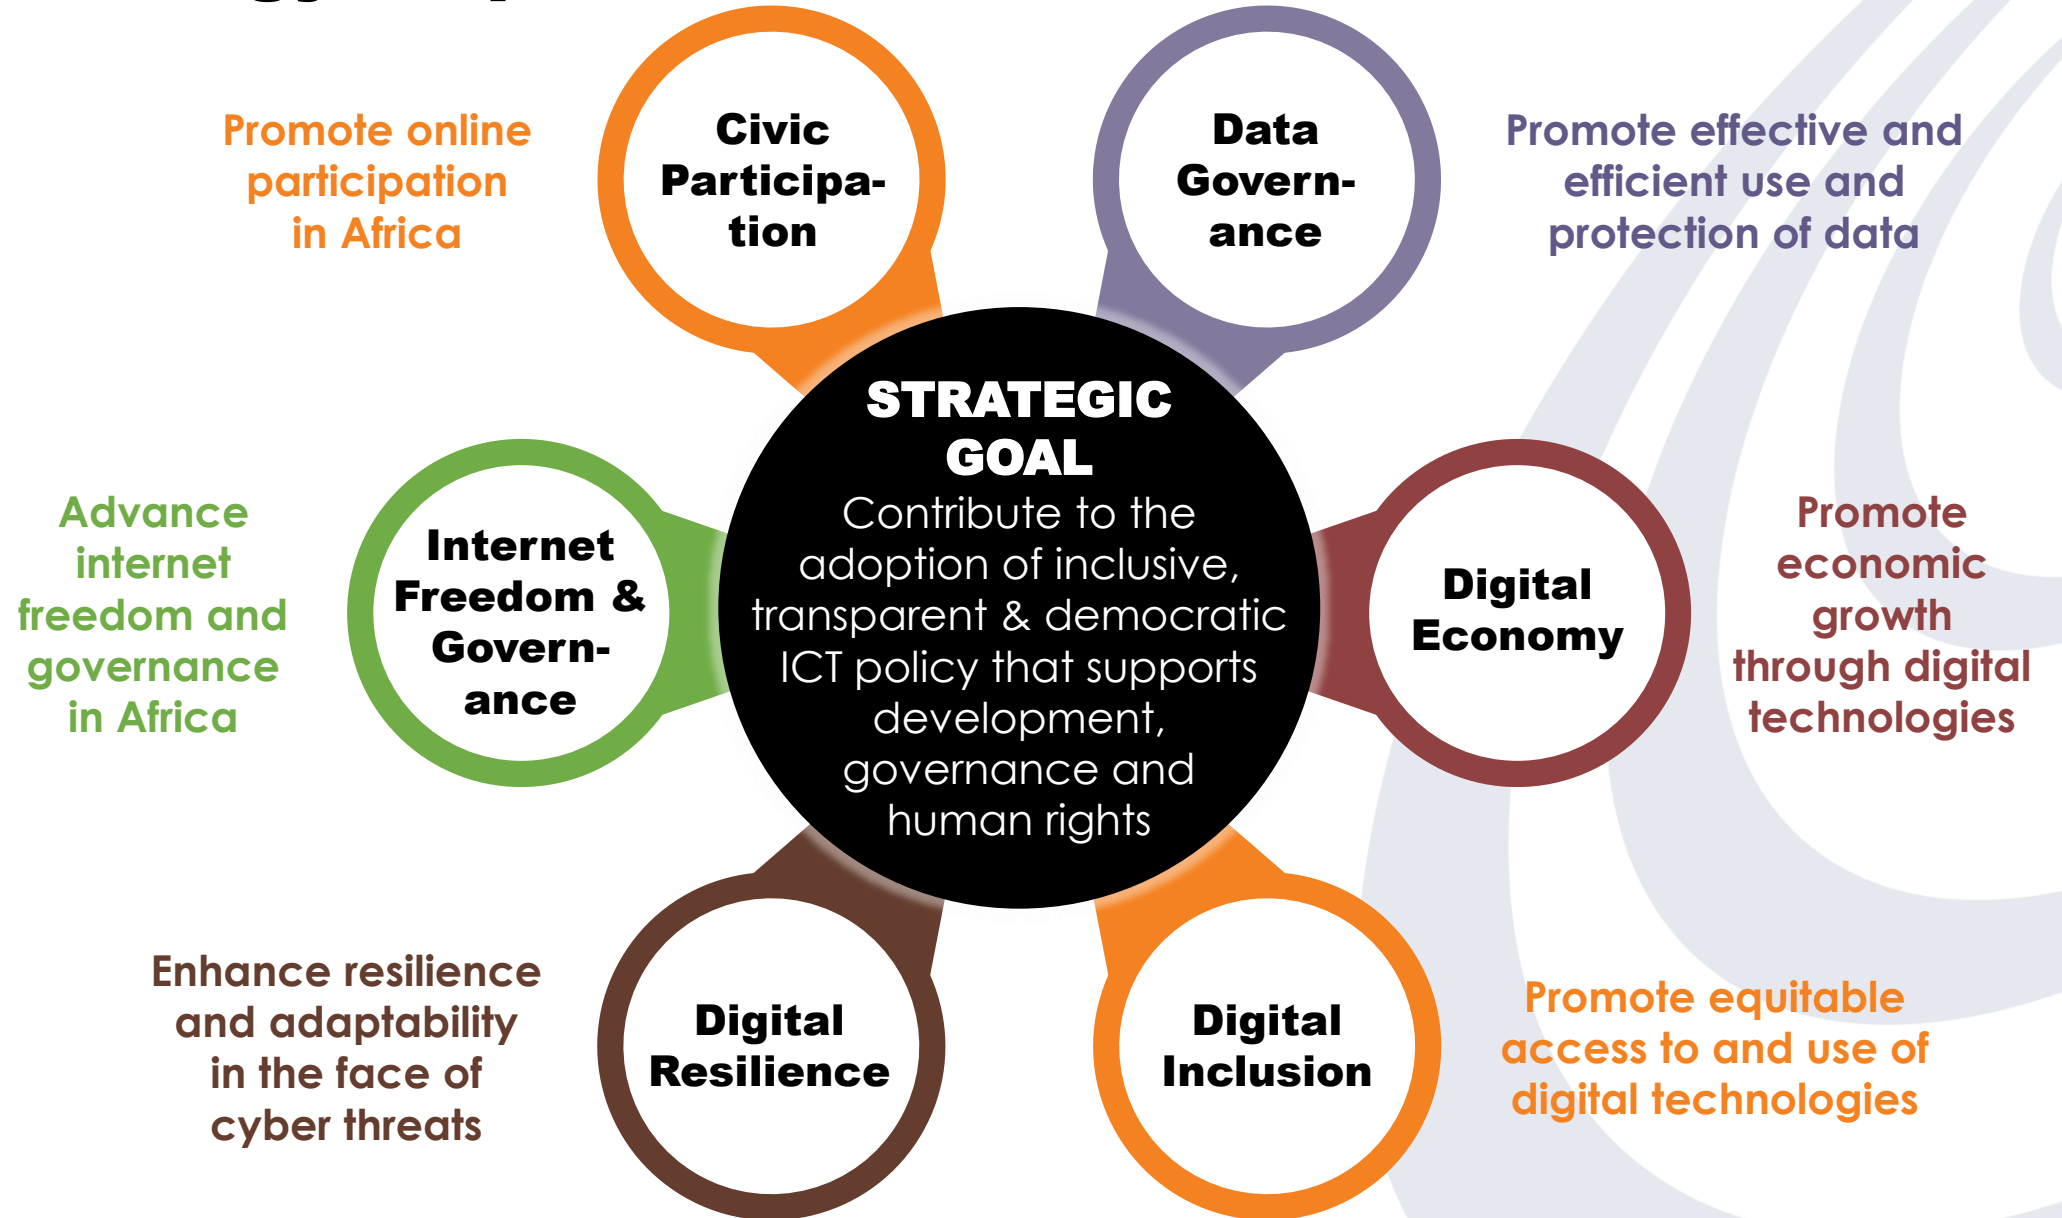 Promote online
participation
in Africa
Civic
Participa-
tion
Data
Govern-
ance
Promote effective and
efficient use and
protection of data
Advance
internet
freedom and
governance
in Africa
Internet
Freedom &
Govern-
ance
STRATEGIC
GOAL
Contribute to the
adoption of inclusive,
transparent & democratic
ICT policy that supports
development,
governance and
human rights
Digital
Economy
Promote
economic
growth
through digital
technologies
Enhance resilience
and adaptability
in the face of
cyber threats
Digital
Resilience
Digital
Inclusion
Promote equitable
access to and use of
digital technologies